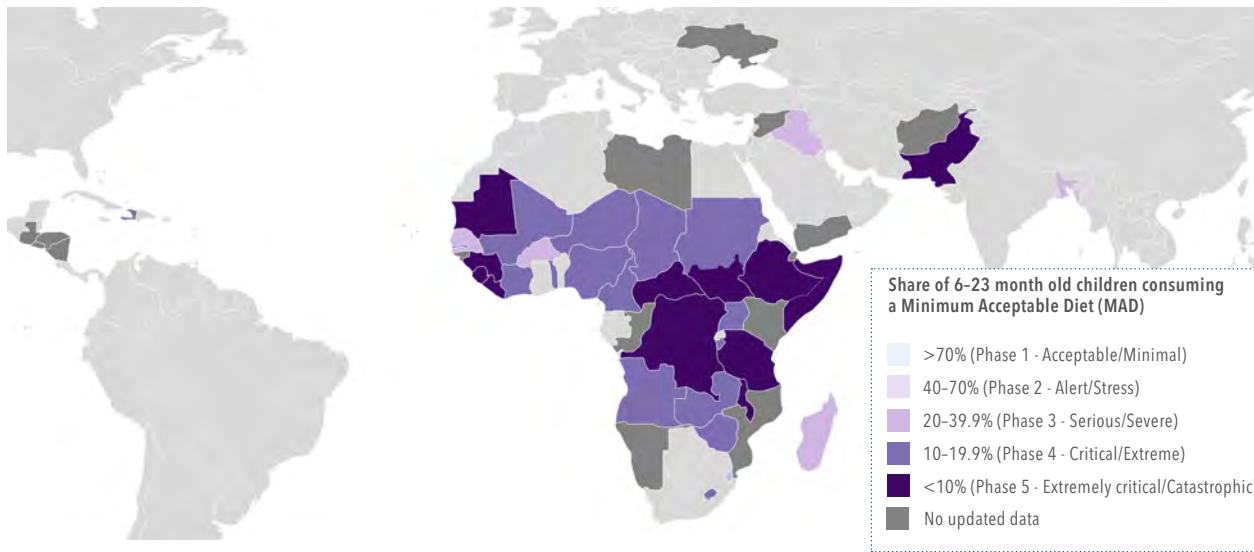 Share of 6–23 month old children consuming
a Minimum Acceptable Diet (MAD)
>70% (Phase 1 - Acceptable/Minimal)
40–70% (Phase 2 - Alert/Stress)
20–39.9% (Phase 3 - Serious/Severe)
10–19.9% (Phase 4 - Critical/Extreme)
<10% (Phase 5 - Extremely critical/Catastrophic)
No updated data